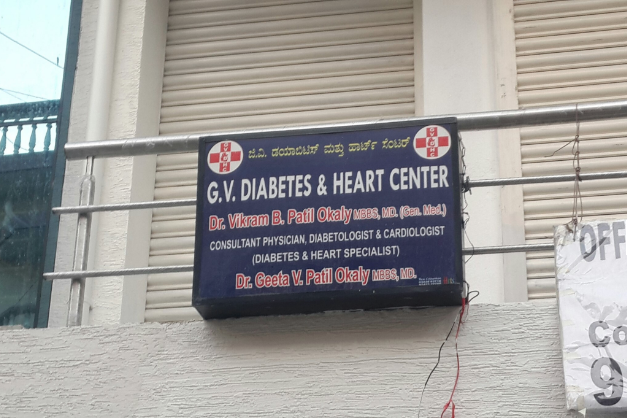 ಜಿ.ವಿ. ಡಯಾಬಿಟಿಸ್ ಮತ್ತು ಹಾರ್ಟ್ ಸೆಂಟರ್
G.V. DIABETES & HEART CENTER
Dr. Vikram B. Patil Okaly MBBS, MD. (Gen. Med.)
CONSULTANT PHYSICIAN, DIABETOLOGIST & CARDIOLOGIST
(DIABETES & HEART SPECIALIST)
Dr. Geeta V. Patil Okaly MBBS, MD.
OFF
Co
9